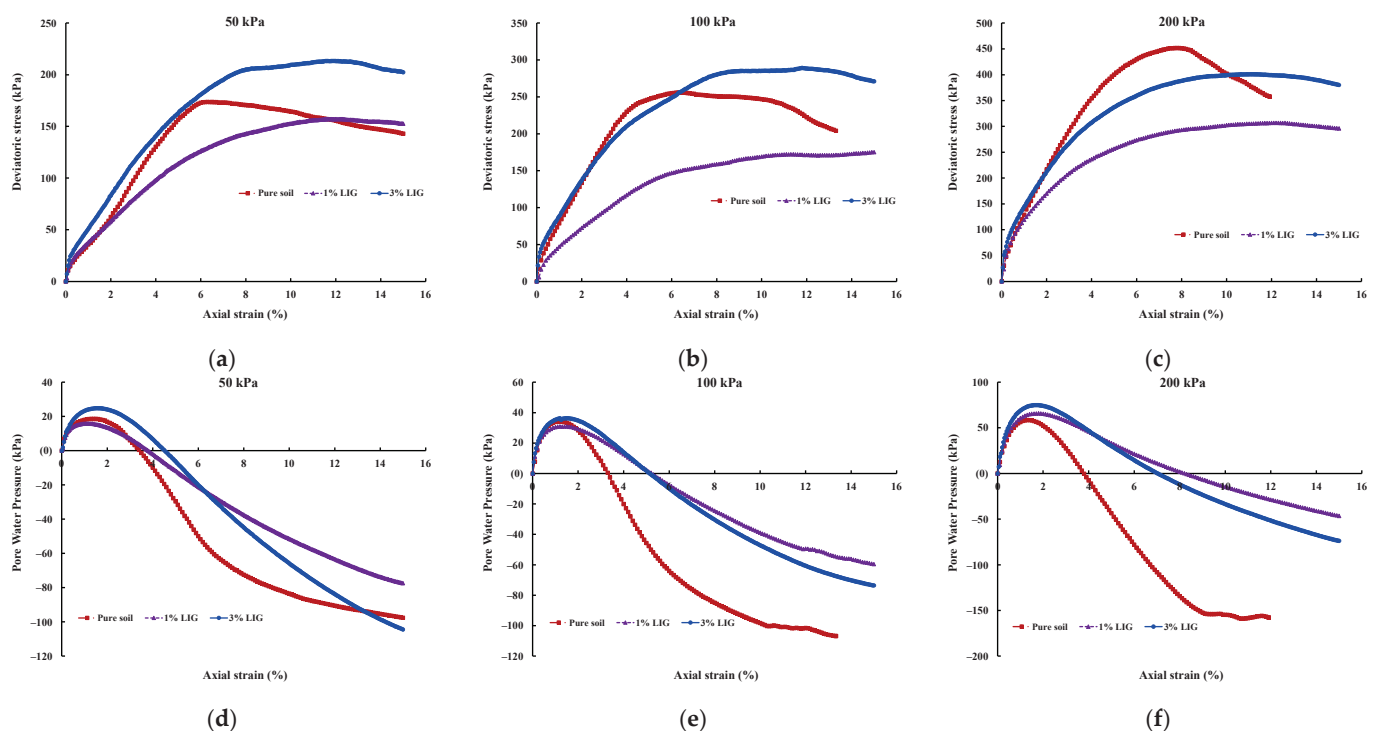 50 kPa
250
200
150
100
50
0
0 2 4 6 8 10 12 14 16
Deviatoric stress (kPa)
Axial strain (%)
Pure soil 1% LIG 3% LIG
(a)
100 kPa
350
300
250
200
150
100
50
0
0 2 4 6 8 10 12 14 16
Deviatoric stress (kPa)
Axial strain (%)
Pure soil 1% LIG 3% LIG
(b)
200 kPa
500
450
400
350
300
250
200
150
100
50
0
0 2 4 6 8 10 12 14 16
Deviatoric stress (kPa)
Axial strain (%)
Pure soil 1% LIG 3% LIG
(c)
50 kPa
40
20
(0)
−20
−40
−60
−80
−100
−120
0 2 4 6 8 10 12 14 16
Pore Water Pressure (kPa)
Axial strain (%)
Pure soil 1% LIG 3% LIG
(d)
100 kPa
60
40
20
(0)
−20
−40
−60
−80
−100
−120
0 2 4 6 8 10 12 14 16
Pore Water Pressure (kPa)
Axial strain (%)
Pure soil 1% LIG 3% LIG
(e)
200 kPa
100
50
(0)
−50
−100
−150
−200
0 2 4 6 8 10 12 14 16
Pore Water Pressure (kPa)
Axial strain (%)
Pure soil 1% LIG 3% LIG
(f)